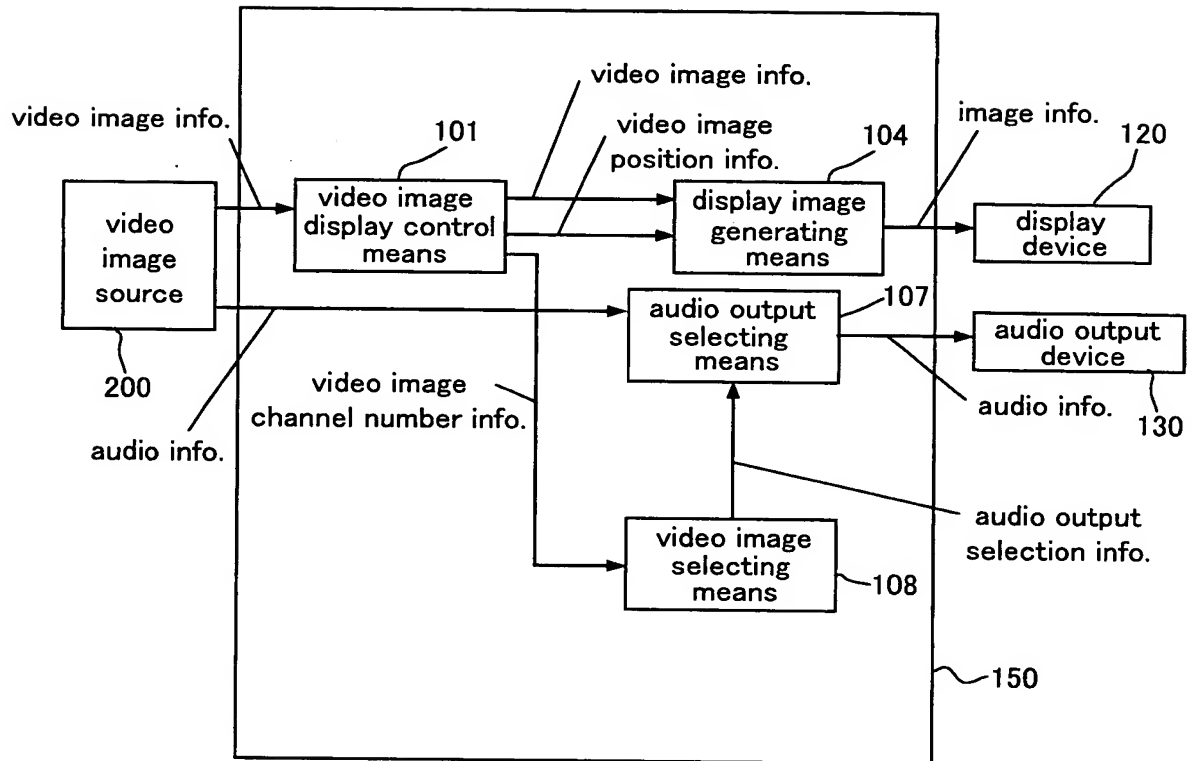 video image info.
video image info.
video image
position info.
image info.
101
104
120
video
image
source
video image
display control
means
display image
generating means
display
device
107
audio output
selecting
means
audio output
device
200
video image
channel number info.
audio info.
audio info.
130
audio output
selection info.
video image
selecting
means
108
150